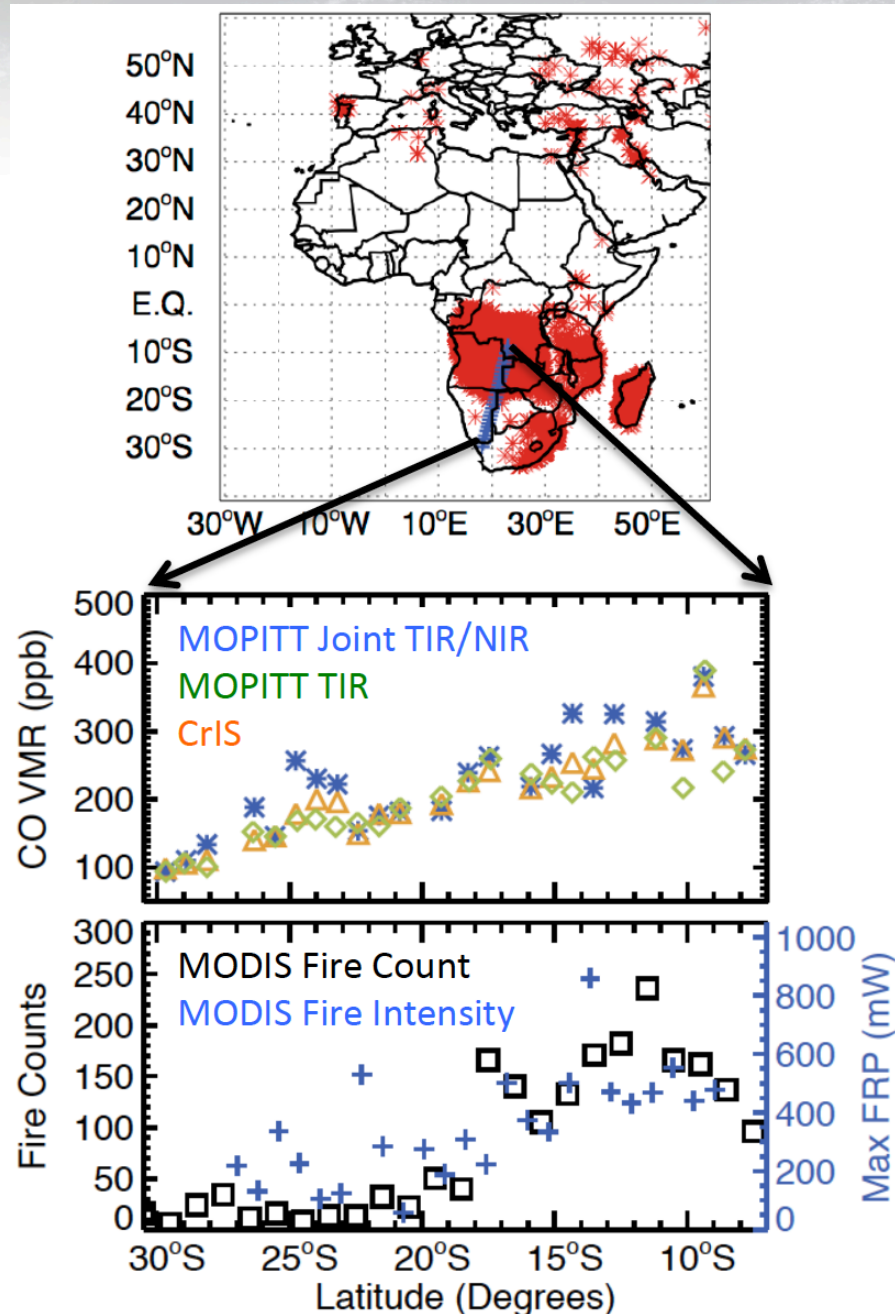 50°N
40°N
30°N
20°N
10°N
E.Q.
10°S
20°S
30°S
30°W 10°W 10°E 30°E 50°E
500
400
300
200
100
CO VMR (ppb)
MOPITT Joint TIR/NIR
MOPITT TIR
CrIS
300
250
200
150
100
50
0
Fire Counts
MODIS Fire Count
MODIS Fire Intensity
1000
800
600
400
200
0
Max FRP (mW)
30°S 25°S 20°S 15°S 10°S
Latitude (Degrees)